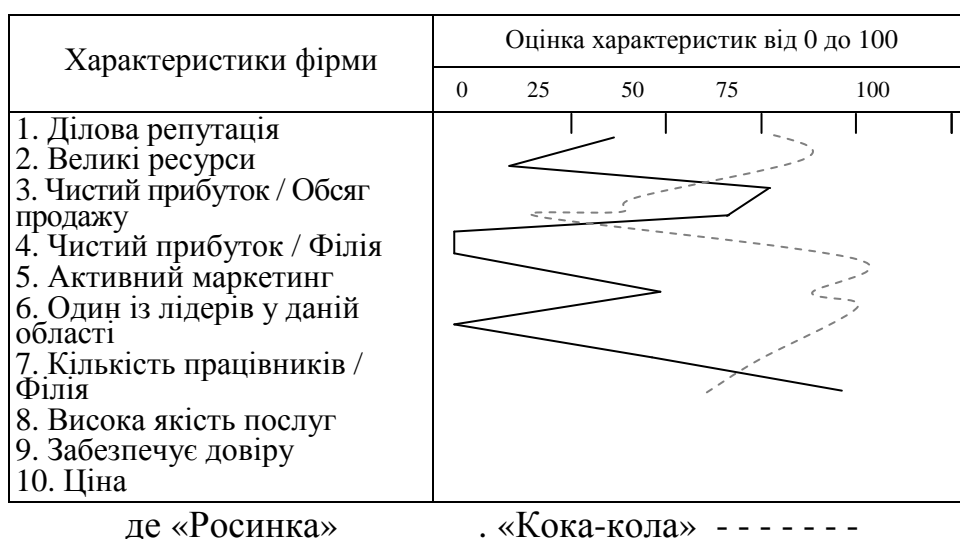 Характеристики фірми
Оцінка характеристик від 0 до 100
0 25 50 75 100
1. Ділова репутація
2. Великі ресурси
3. Чистий прибуток / Обсяг
продажу
4. Чистий прибуток / Філія
5. Активний маркетинг
6. Один із лідерів у даній
області
7. Кількість працівників /
Філія
8. Висока якість послуг
9. Забезпечує довіру
10. Ціна
де «Росинка» . «Кока-кола» - - - - - - -